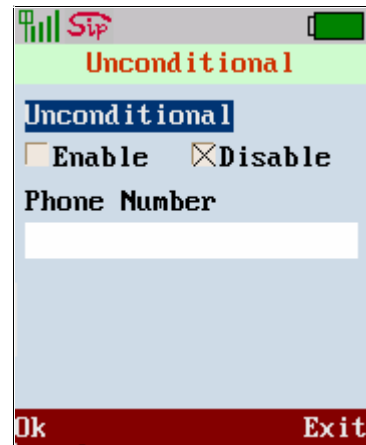 Sip
Unconditional
Unconditional
Enable Disable
Phone Number
Ok Exit